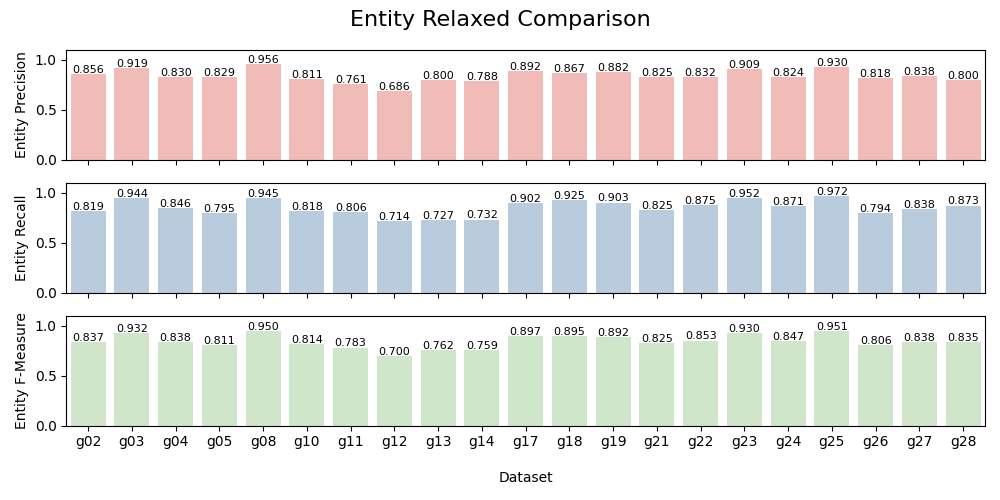 Entity Relaxed Comparison
Entity Precision
1.0
0.5
0.0
0.856 0.919 0.830 0.829 0.956 0.811 0.761 0.686 0.800 0.788 0.892 0.867 0.882 0.825 0.832 0.909 0.824 0.930 0.818 0.838 0.800
Entity Recall
1.0
0.5
0.0
0.819 0.944 0.846 0.795 0.945 0.818 0.806 0.714 0.727 0.732 0.902 0.925 0.903 0.825 0.875 0.952 0.871 0.972 0.794 0.838 0.873
Entity F-Measure
1.0
0.5
0.0
0.837 0.932 0.838 0.811 0.950 0.814 0.783 0.700 0.762 0.759 0.897 0.895 0.892 0.825 0.853 0.930 0.847 0.951 0.806 0.838 0.835
g02 g03 g04 g05 g08 g10 g11 g12 g13 g14 g17 g18 g19 g21 g22 g23 g24 g25 g26 g27 g28
Dataset